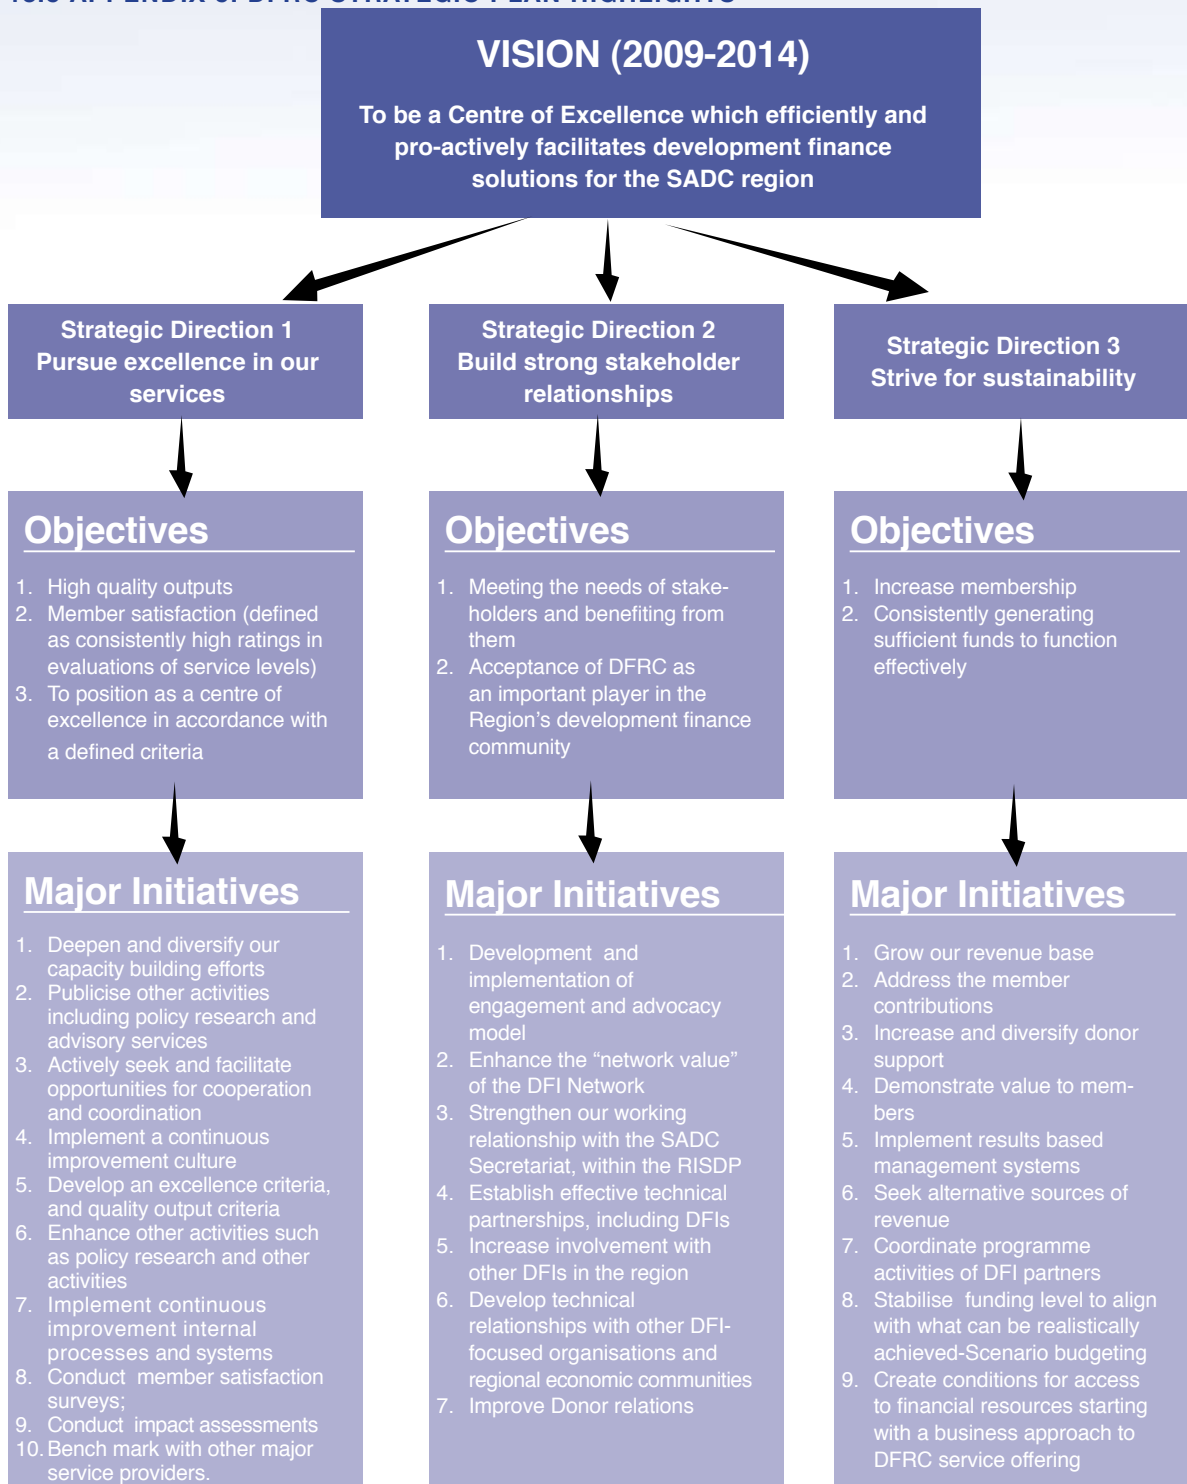 VISION (2009-2014)
To be a Centre of Excellence which efficiently and
pro-actively facilitates development finance
solutions for the SADC region
Strategic Direction 1
Pursue excellence in our
services
Objectives
1. High quality outputs
2. Member satisfaction (defined
as consistently high ratings in
evaluations of service levels)
3. To position as a centre of
excellence in accordance with
a defined criteria
Major Initiatives
1. Deepen and diversify our
capacity building efforts
2. Publicise other activities
including policy research and
advisory services
3. Actively seek and facilitate
opportunities for cooperation
and coordination
4. Implement a continuous
improvement culture
5. Develop an excellence criteria,
and quality output criteria
6. Enhance other activities such
as policy research and other
activities
7. Implement continuous
improvement internal
processes and systems
8. Conduct member satisfaction
surveys;
9. Conduct impact assessments
10. Bench mark with other major
service providers.
Strategic Direction 2
Build strong stakeholder
relationships
Objectives
1. Meeting the needs of stake-
holders and benefiting from
them
2. Acceptance of DFRC as
an important player in the
Region's development finance
community
Major Initiatives
1. Development and
implementation of
engagement and advocacy
model
2. Enhance the “network value”
of the DFI Network
3. Strengthen our working
relationship with the SADC
Secretariat, within the RISDP
4. Establish effective technical
partnerships, including DFIs
5. Increase involvement with
other DFIs in the region
6. Develop technical
relationships with other DFI-
focused organisations and
regional economic communities
7. Improve Donor relations
Strategic Direction 3
Strive for sustainability
Objectives
1. Increase membership
2. Consistently generating
sufficient funds to function
effectively
Major Initiatives
1. Grow our revenue base
2. Address the member
contributions
3. Increase and diversify donor
support
4. Demonstrate value to mem-
bers
5. Implement results based
management systems
6. Seek alternative sources of
revenue
7. Coordinate programme
activities of DFI partners
8. Stabilise funding level to align
with what can be realistically
achieved-Scenario budgeting
9. Create conditions for access
to financial resources starting
with a business approach to
DFRC service offering